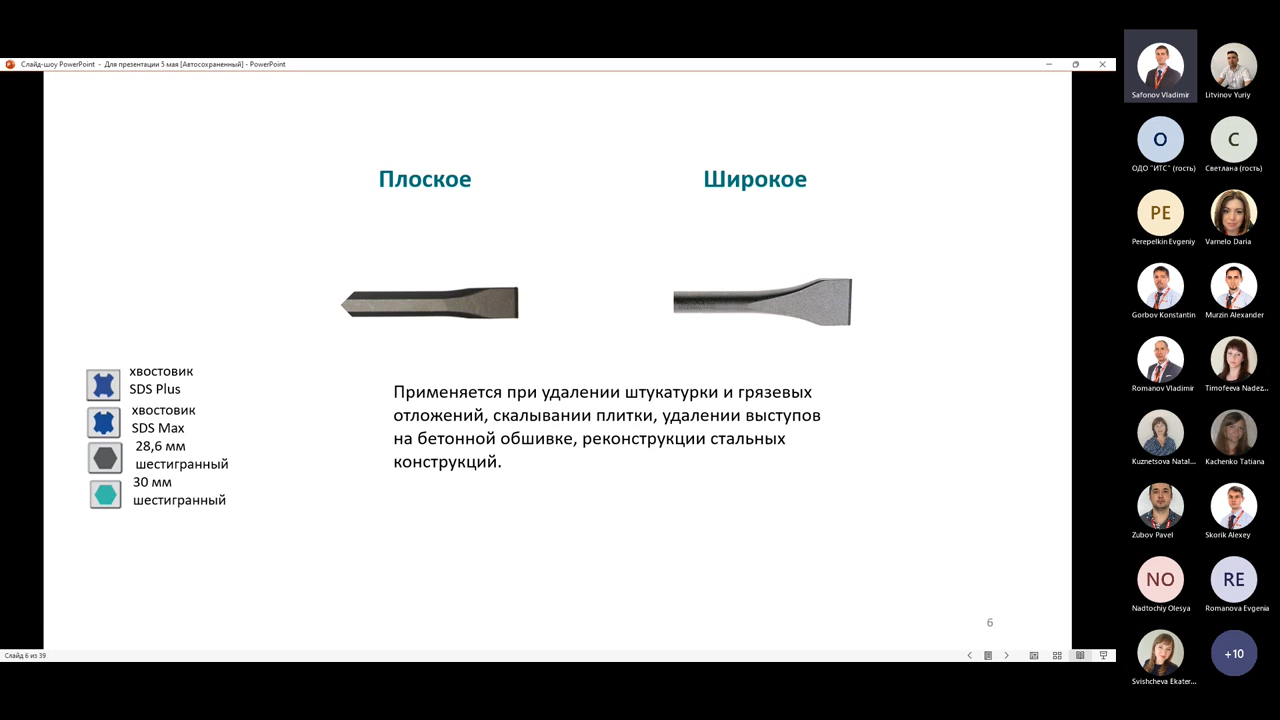 Слайд-шоу PowerPoint - Для презентации 5 мая [Автосохраненный] - PowerPoint
Плоское
Широкое
хвостовик
SDS Plus
хвостовик
SDS Max
28,6 мм
шестигранный
30 мм
шестигранный
Применяется при удалении штукатурки и грязевых
отложений, скалывании плитки, удалении выступов
на бетонной обшивке, реконструкции стальных
конструкций.
6
Слайд 6 из 39
Safonov Vladimir
Litvinov Yuriy
О
ОДО "ИТС" (гость)
С
Светлана (гость)
PE
Perepelkin Evgeniy
Varnelo Daria
Gorbov Konstantin
Murzin Alexander
Romanov Vladimir
Timofeeva Nadez...
Kuznetsova Natal...
Kachenko Tatiana
Zubov Pavel
Skorik Alexey
NO
Nadtochiy Olesya
RE
Romanova Evgenia
Svishcheva Ekater...
+10